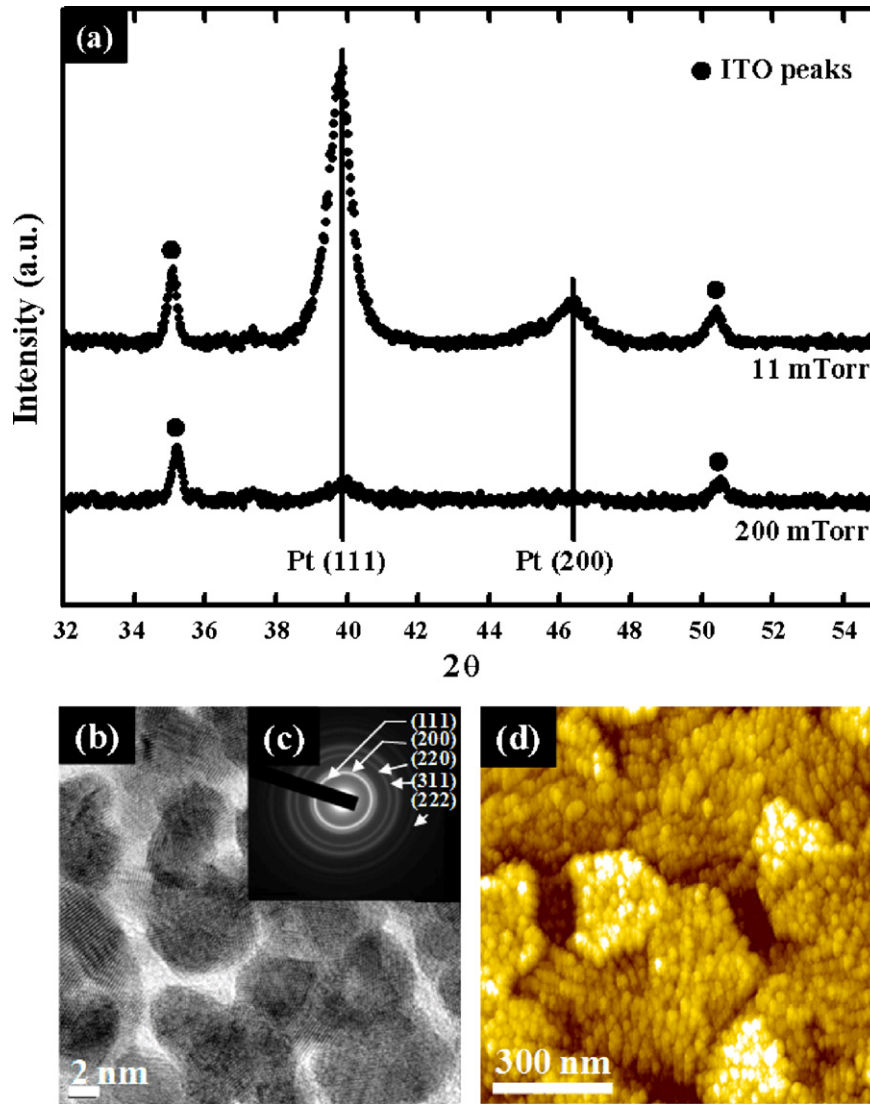 (a)
● ITO peaks
Intensity (a.u.)
11 mTorr
200 mTorr
Pt (111)
Pt (200)
32 34 36 38 40 42 44 46 48 50 52 54
2θ
(b)
(c)
(111)
(200)
(220)
(311)
(222)
2 nm
(d)
300 nm